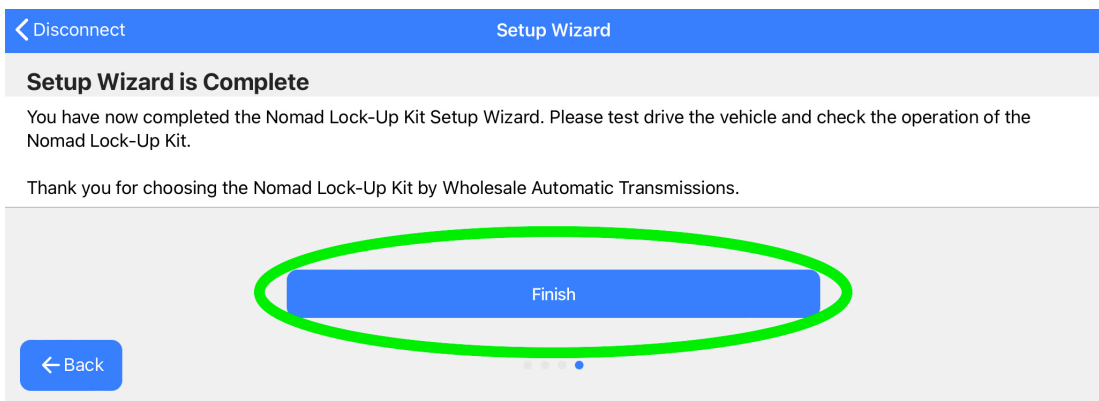 Disconnect
Setup Wizard
Setup Wizard is Complete
You have now completed the Nomad Lock-Up Kit Setup Wizard. Please test drive the vehicle and check the operation of the
Nomad Lock-Up Kit.
Thank you for choosing the Nomad Lock-Up Kit by Wholesale Automatic Transmissions.
Finish
Back